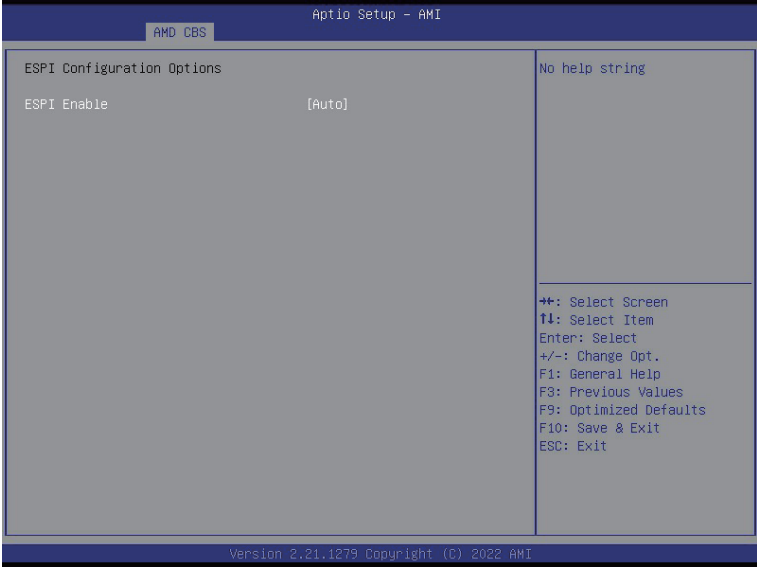 Aptio Setup – AMI
AMD CBS
ESPI Configuration Options
ESPI Enable [Auto]
No help string
→←: Select Screen
↑↓: Select Item
Enter: Select
+/-: Change Opt.
F1: General Help
F3: Previous Values
F9: Optimized Defaults
F10: Save & Exit
ESC: Exit
Version 2.21.1279 Copyright (C) 2022 AMI